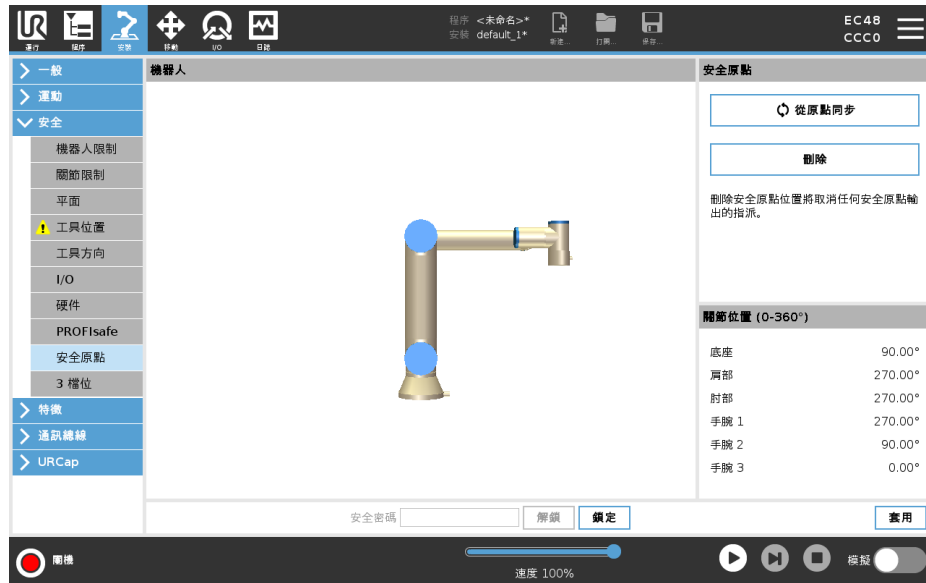 運行
程序
安裝
移動
I/O
日誌
程序 <未命名>*
安裝 default_1*
新建...
打開...
保存...
EC48
CCC0
一般
運動
安全
機器人限制
關節限制
平面
工具位置
工具方向
I/O
硬件
PROFIsafe
安全原點
3 檔位
特徵
通訊總線
URCap
機器人
安全原點
從原點同步
刪除
刪除安全原點位置將取消任何安全原點輸
出的指派。
關節位置 (0-360°)
底座 90.00°
肩部 270.00°
肘部 270.00°
手腕 1 270.00°
手腕 2 90.00°
手腕 3 0.00°
安全密碼
解鎖
鎖定
套用
關機
速度 100%
模擬